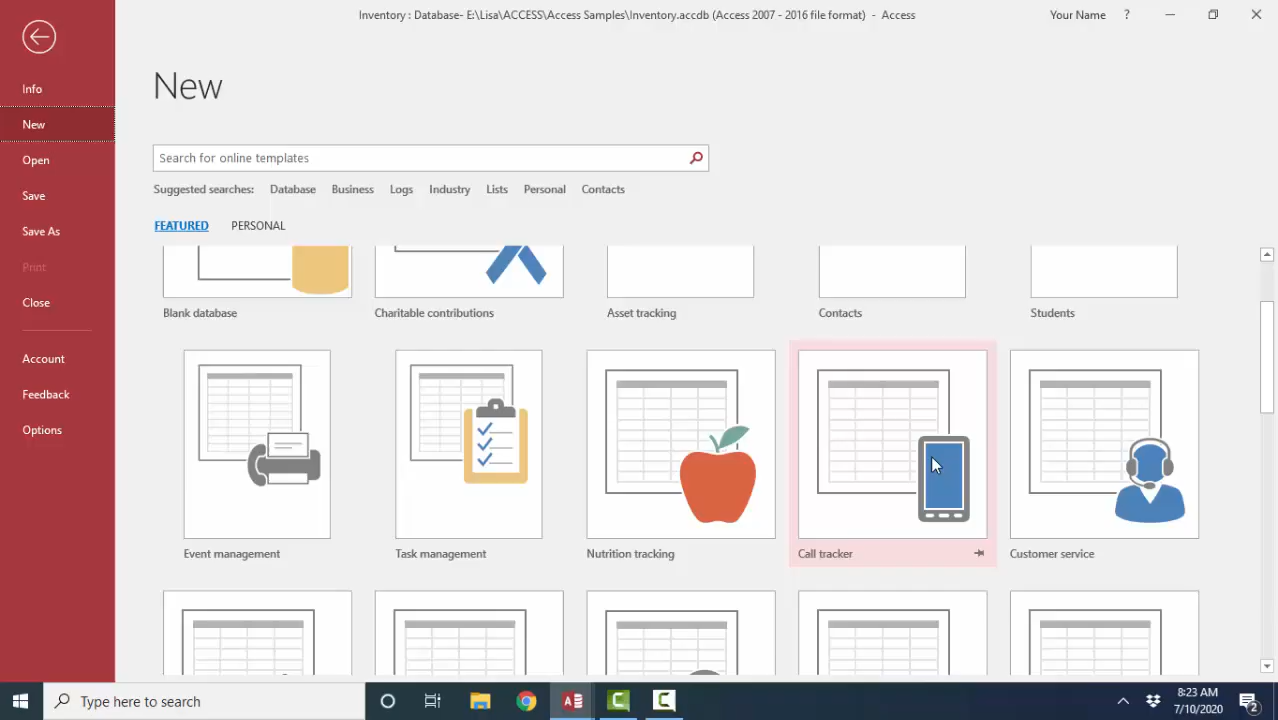 Inventory : Database- E:\Lisa\ACCESS\Access Samples\Inventory.accdb (Access 2007 - 2016 file format) - Access
Your Name ?
Info
New
Open
Save
Save As
Print
Close
Account
Feedback
Options
New
Search for online templates
Suggested searches: Database Business Logs Industry Lists Personal Contacts
FEATURED PERSONAL
Blank database Charitable contributions Asset tracking Contacts Students
Event management Task management Nutrition tracking Call tracker Customer service
Type here to search
8:23 AM
7/10/2020
2